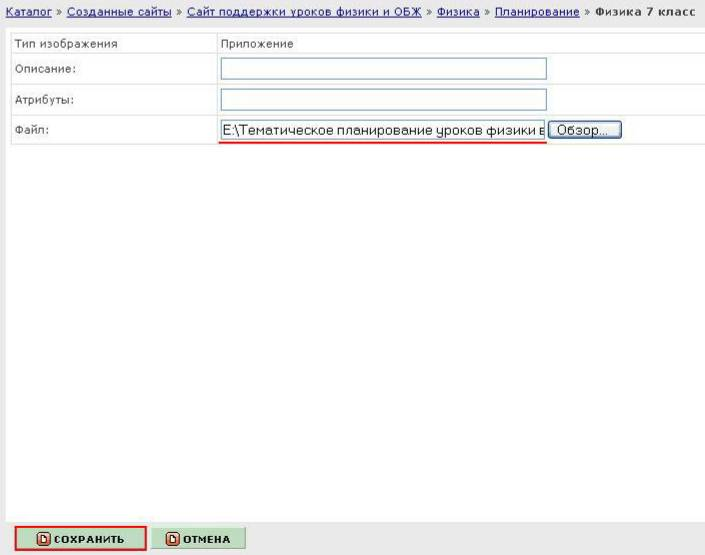 Каталог » Созданные сайты » Сайт поддержки уроков физики и ОБЖ » Физика » Планирование » Физика 7 класс
Тип изображения Приложение
Описание:
Атрибуты:
Файл: E:\Тематическое планирование уроков физики в Обзор...
СОХРАНИТЬ ОТМЕНА